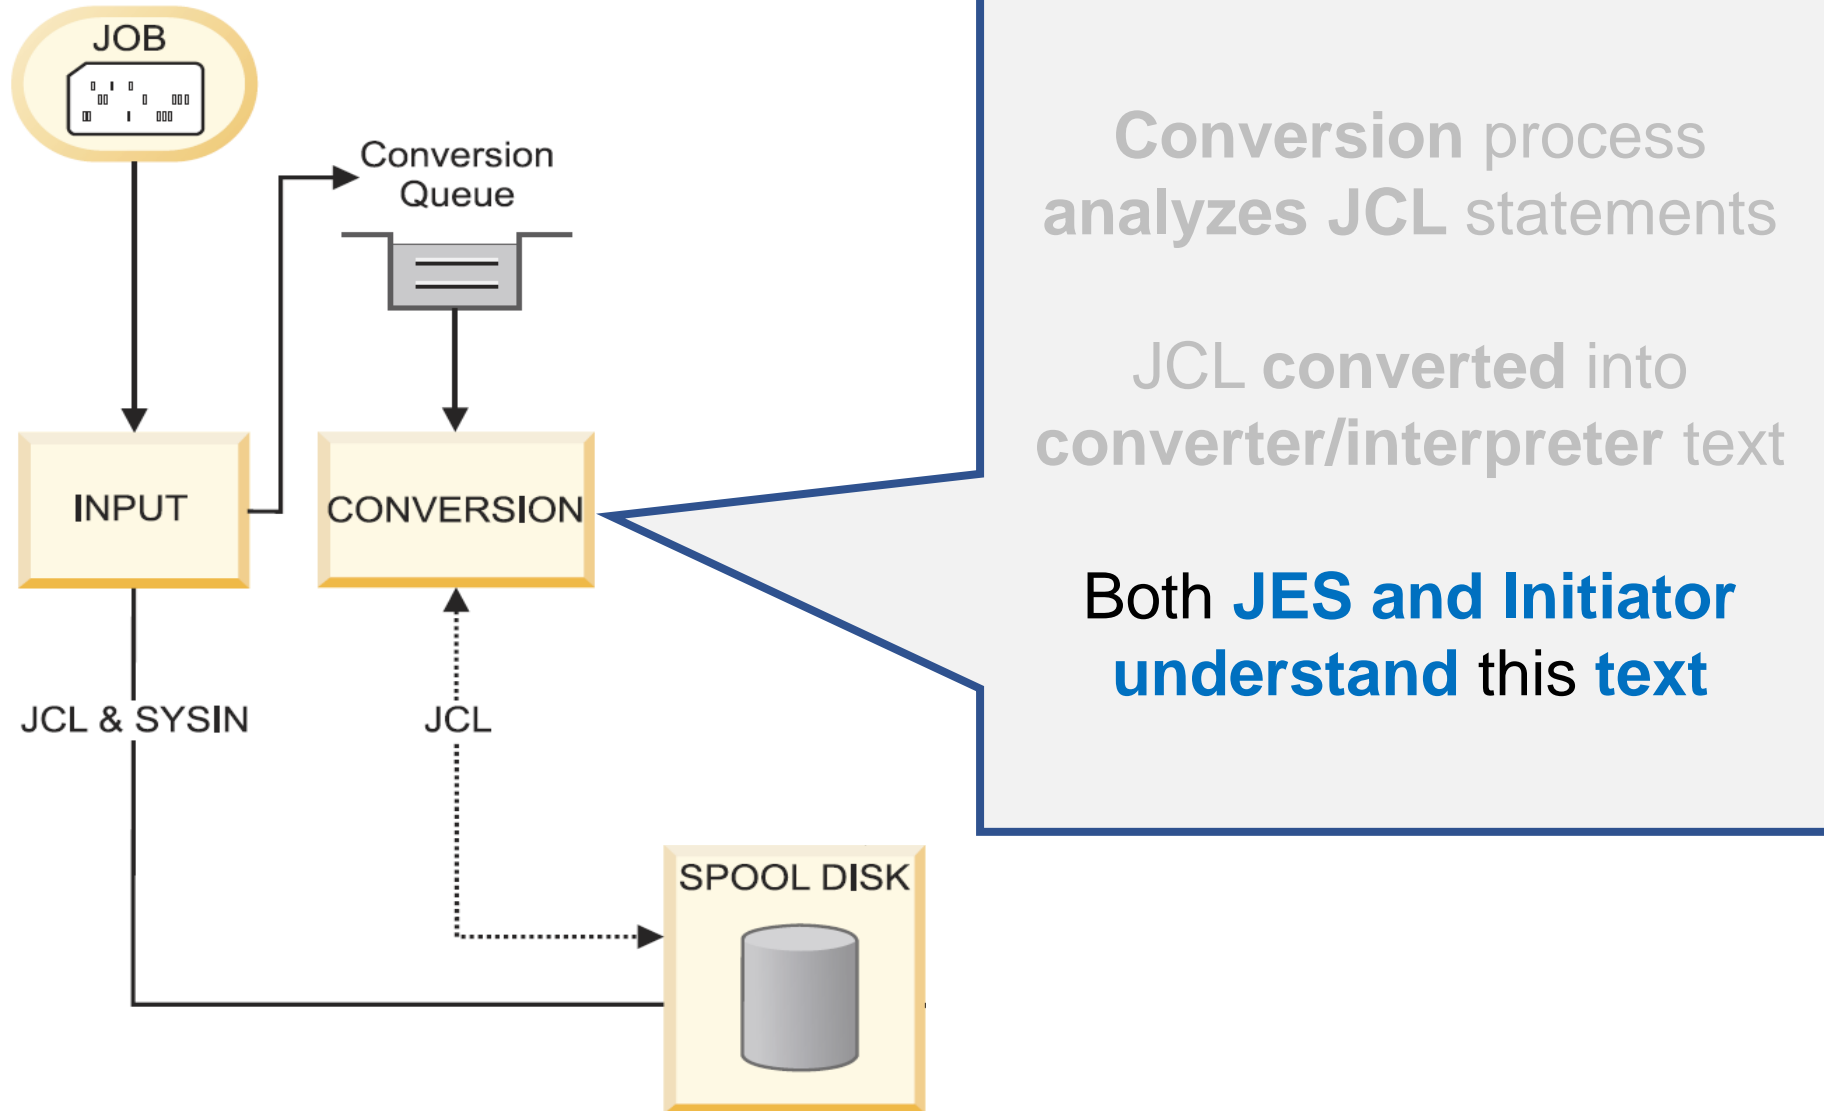 JOB
Conversion
Queue
INPUT
CONVERSION
JCL & SYSIN
JCL
SPOOL DISK
Conversion process
analyzes JCL statements
JCL converted into
converter/interpreter text
Both JES and Initiator
understand this text